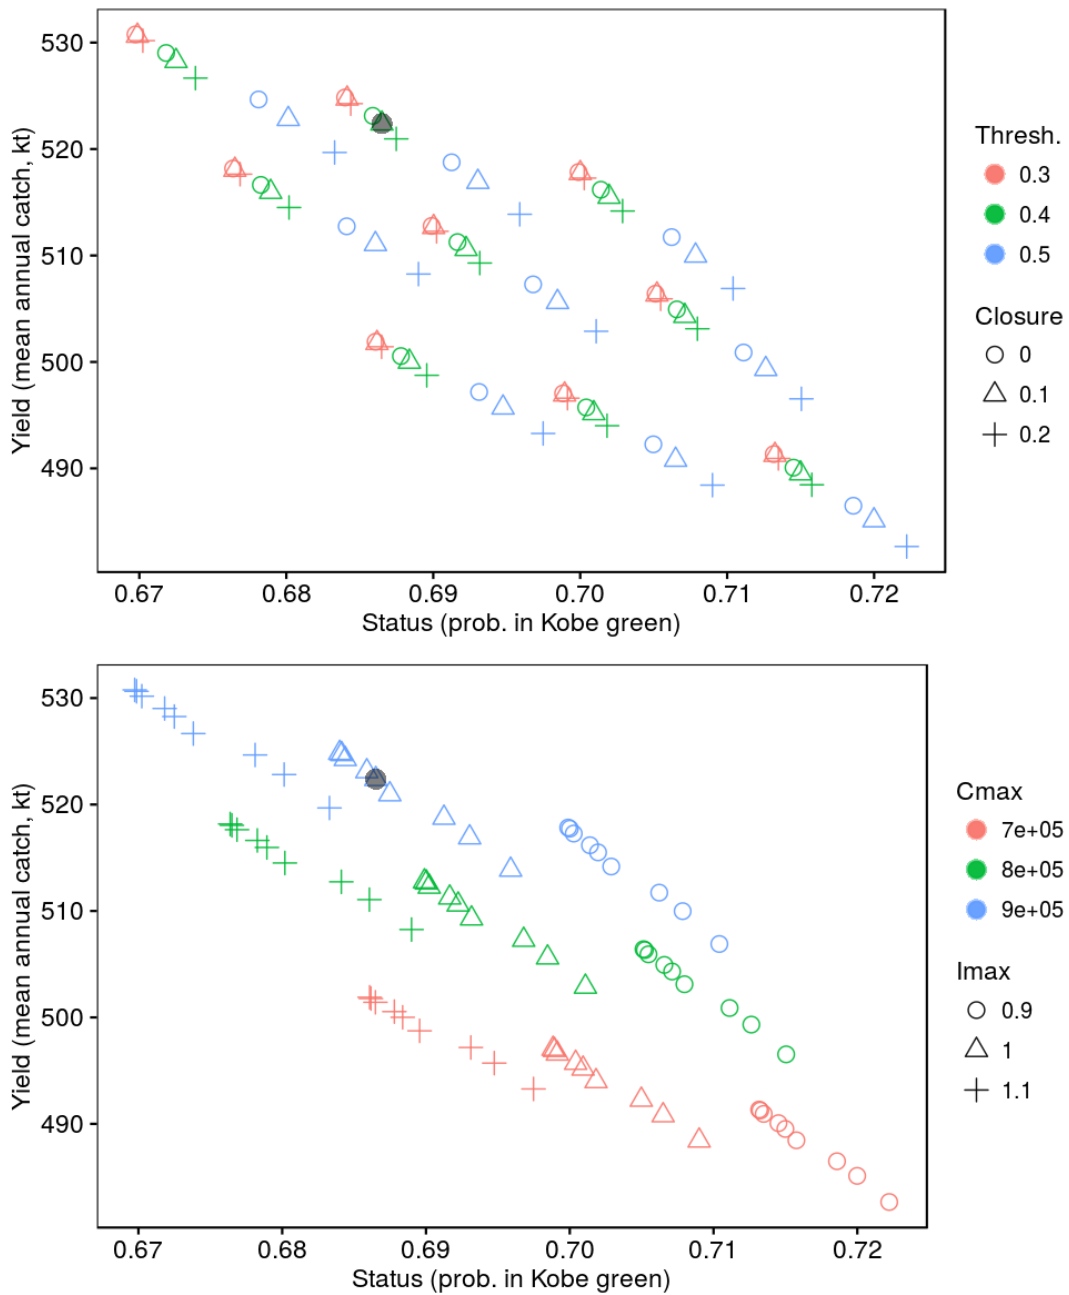 530
520
510
500
490
Yield (mean annual catch, kt)
0.67 0.68 0.69 0.70 0.71 0.72
Status (prob. in Kobe green)
Thresh.
0.3
0.4
0.5
Closure
0
0.1
0.2
530
520
510
500
490
Yield (mean annual catch, kt)
0.67 0.68 0.69 0.70 0.71 0.72
Status (prob. in Kobe green)
Cmax
7e+05
8e+05
9e+05
Imax
0.9
1
1.1